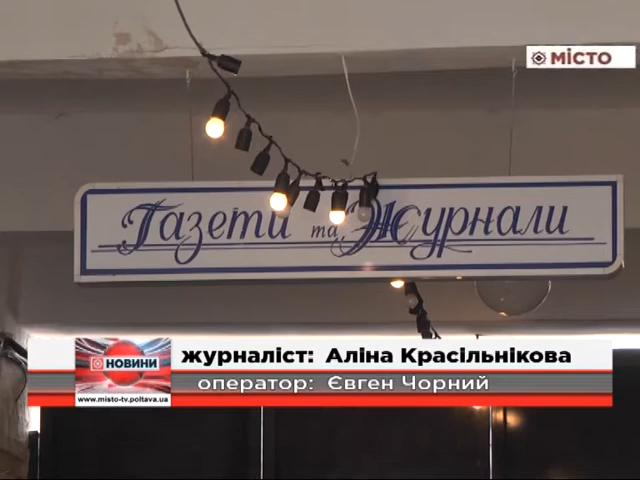 МІСТО
Газети та Журнали
НОВИНИ
www.misto-tv.poltava.ua
журналіст: Аліна Красільнікова
оператор: Євген Чорний